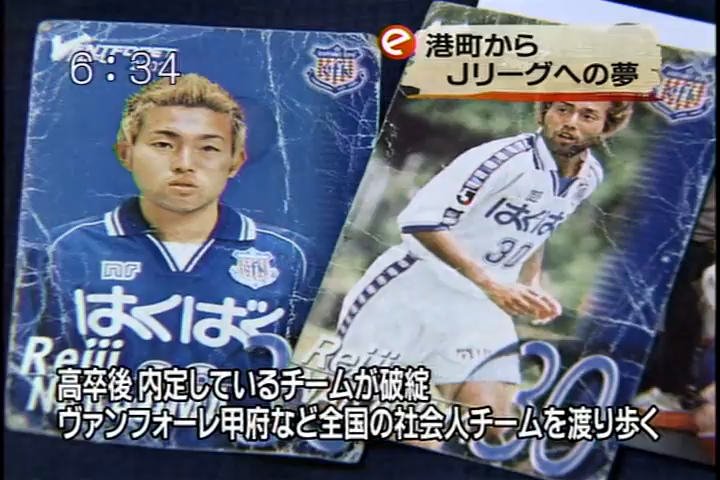 6:34
e 港町から
Jリーグへの夢
はくばく
nr
Reiji
N
はくば
30
Reiji
30
高卒後 内定しているチームが破綻
ヴァンフォーレ甲府など全国の社会人チームを渡り歩く